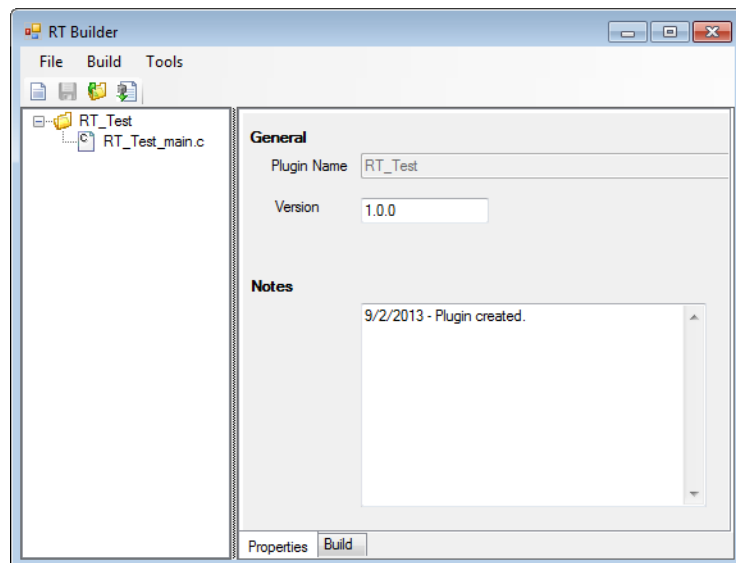 RT Builder
File Build Tools
RT_Test
RT_Test_main.c
General
Plugin Name RT_Test
Version 1.0.0
Notes
9/2/2013 - Plugin created.
Properties Build